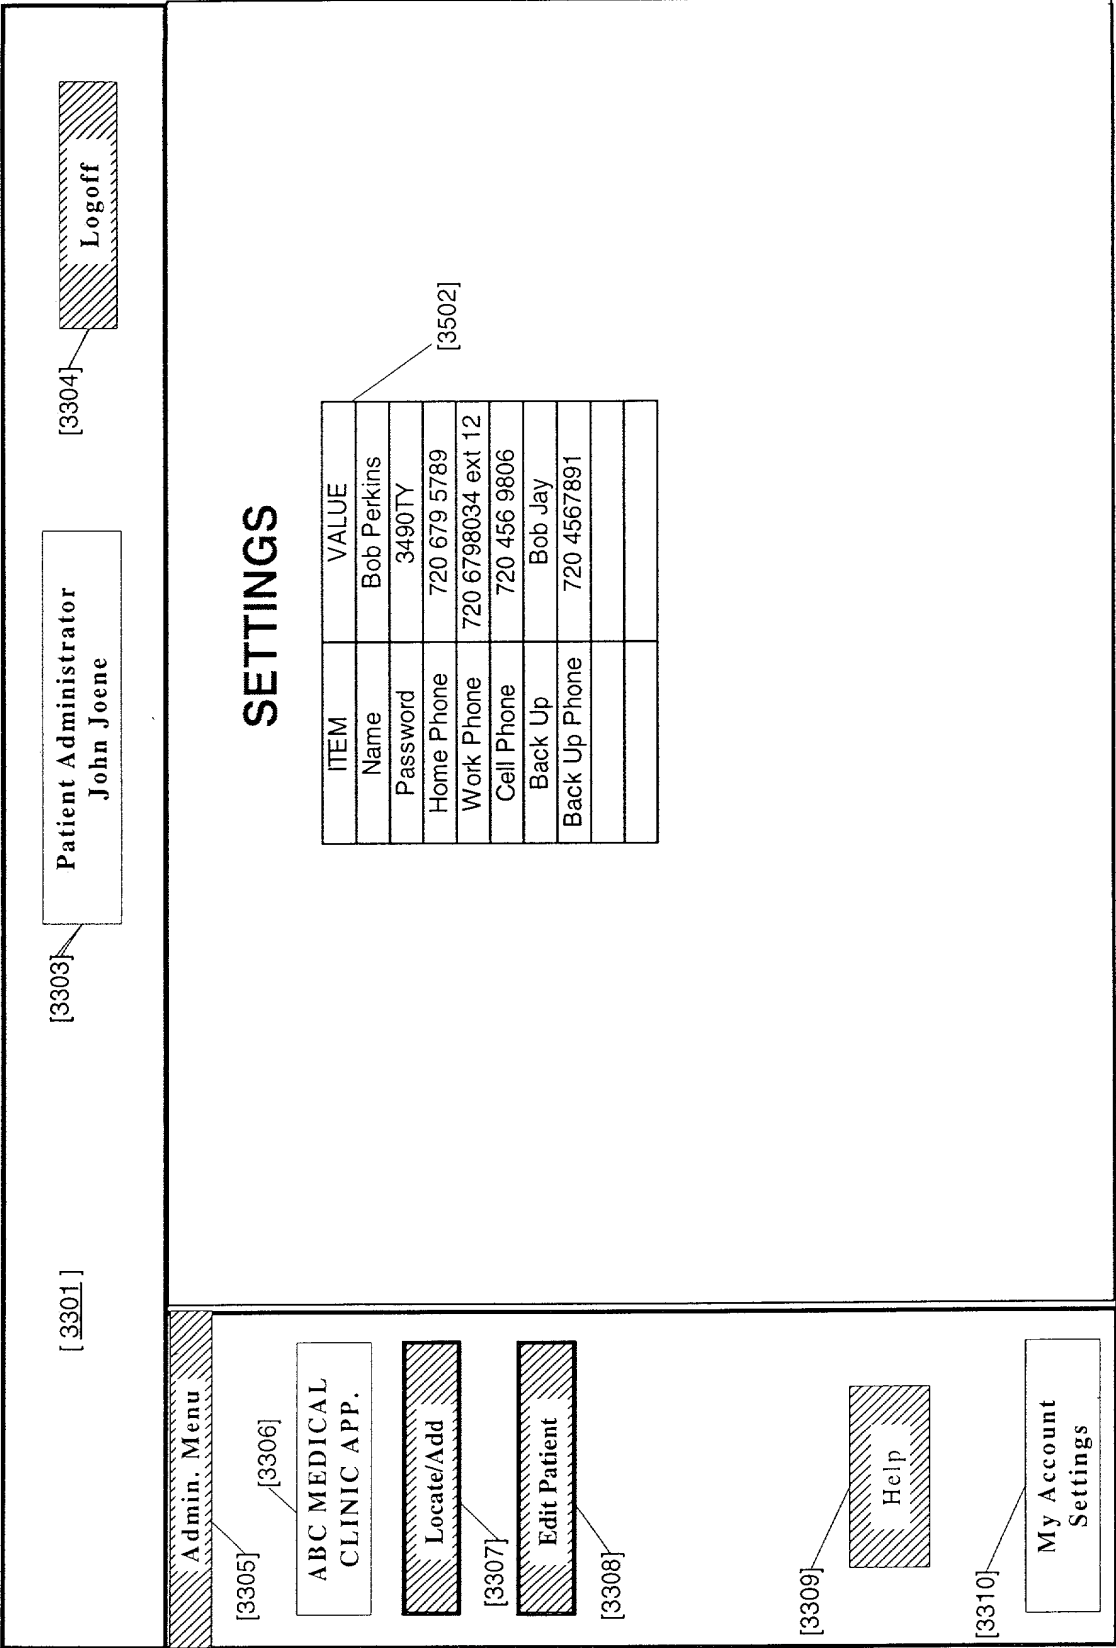 [3301]
[3303]
Patient Administrator
John Joene
[3304]
Logoff
Admin. Menu
[3305]
[3306]
ABC MEDICAL
CLINIC APP.
Locate/Add
[3307]
Edit Patient
[3308]
[3309]
Help
[3310]
My Account
Settings
SETTINGS
[3502]
ITEM VALUE
Name Bob Perkins
Password 3490TY
Home Phone 720 679 5789
Work Phone 720 6798034 ext 12
Cell Phone 720 456 9806
Back Up Bob Jay
Back Up Phone 720 4567891